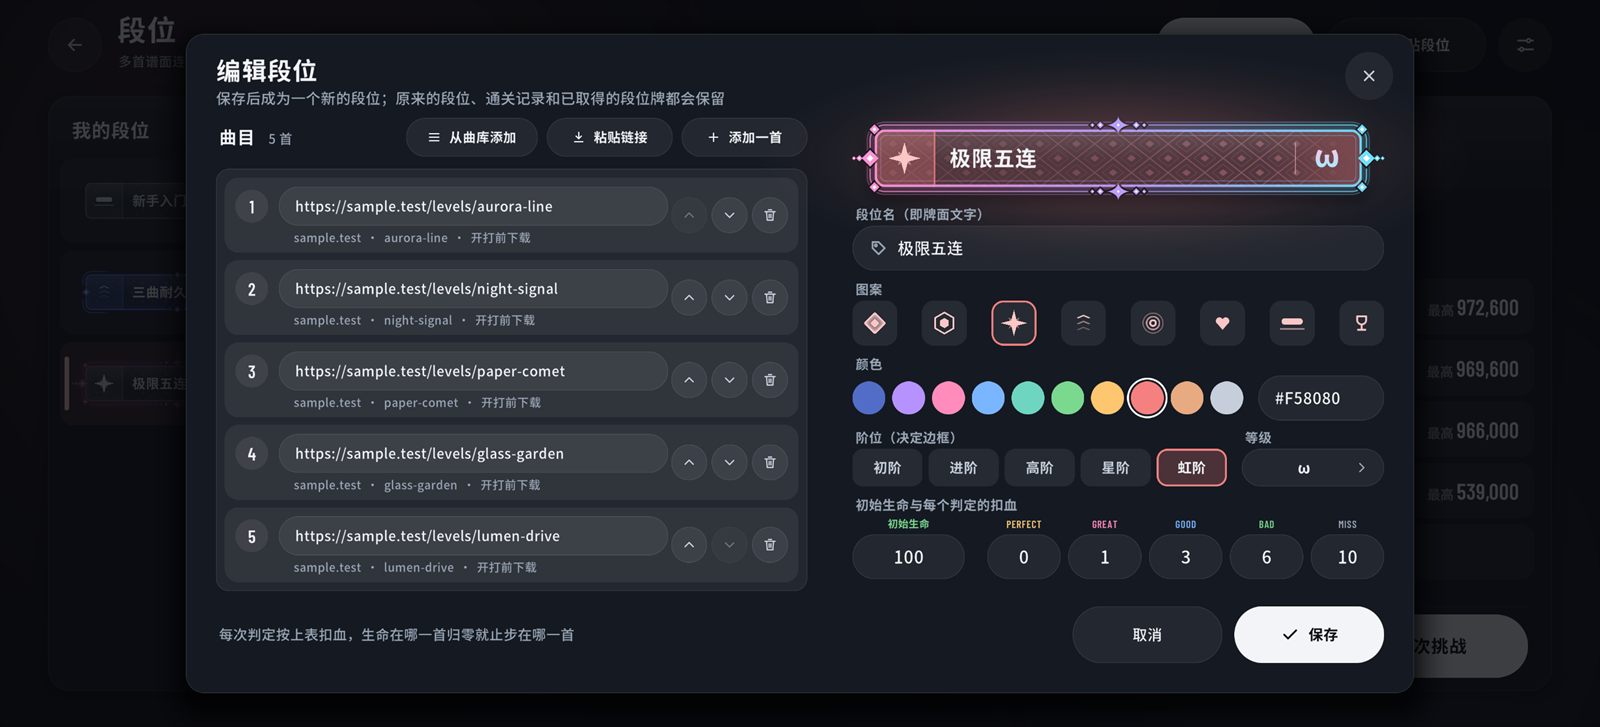 段位
多首谱面连
我的段位
新手入门
三曲耐久
极限五连
编辑段位
保存后成为一个新的段位；原来的段位、通关记录和已取得的段位牌都会保留
曲目 5 首
从曲库添加
粘贴链接
添加一首
1
https://sample.test/levels/aurora-line
sample.test · aurora-line · 开打前下载
2
https://sample.test/levels/night-signal
sample.test · night-signal · 开打前下载
3
https://sample.test/levels/paper-comet
sample.test · paper-comet · 开打前下载
4
https://sample.test/levels/glass-garden
sample.test · glass-garden · 开打前下载
5
https://sample.test/levels/lumen-drive
sample.test · lumen-drive · 开打前下载
每次判定按上表扣血，生命在哪一首归零就止步在哪一首
极限五连 ω
段位名（即牌面文字）
极限五连
图案
颜色
#F58080
阶位（决定边框） 等级
初阶 进阶 高阶 星阶 虹阶 ω
初始生命与每个判定的扣血
初始生命 PERFECT GREAT GOOD BAD MISS
100 0 1 3 6 10
取消
保存
段位
最高 972,600
最高 969,600
最高 966,000
最高 539,000
次挑战